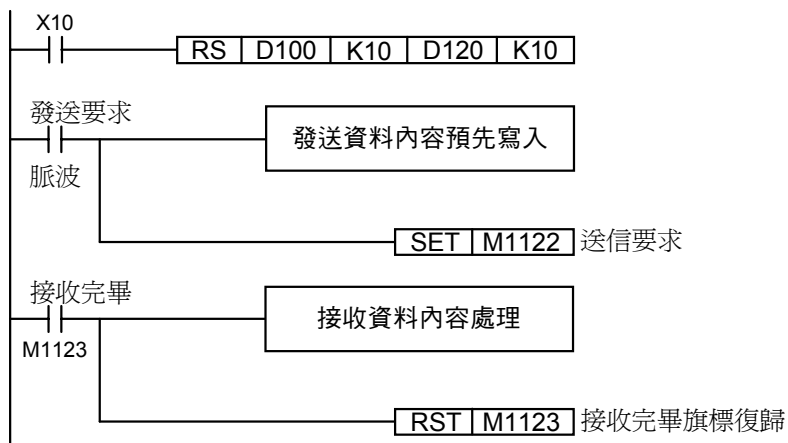 X10
RS D100 K10 D120 K10
發送要求
脈波
發送資料內容預先寫入
SET M1122 送信要求
接收完畢
M1123
接收資料內容處理
RST M1123 接收完畢旗標復歸